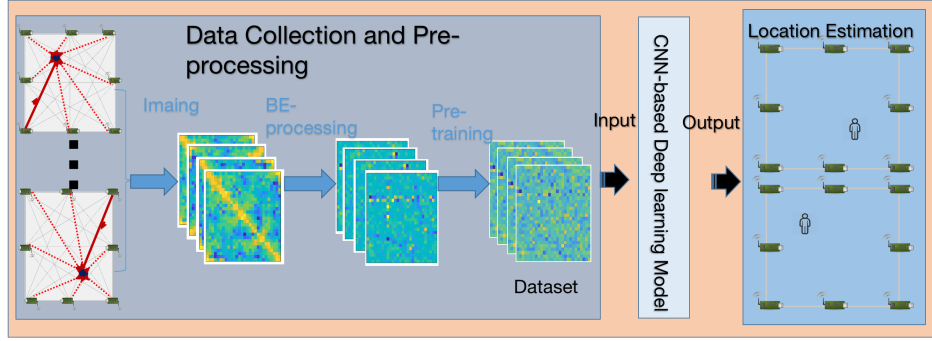 Data Collection and Pre-
processing
Imaing
BE-
processing
Pre-
training
Dataset
Input
CNN-based Deep learning Model
Output
Location Estimation